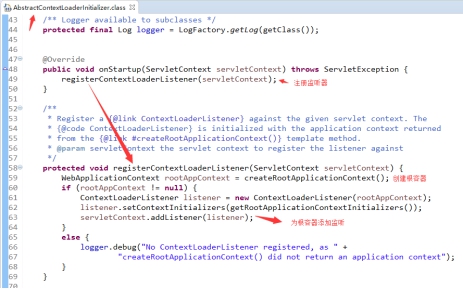 AbstractContextLoaderInitializer.class
43 /** Logger available to subclasses */
44 protected final Log logger = LogFactory.getLog(getClass());
45
46
47 @Override
48 public void onStartup(ServletContext servletContext) throws ServletException {
49 registerContextLoaderListener(servletContext); 注册监听器
50 }
51
52 /**
53 * Register a {@link ContextLoaderListener} against the given servlet context. The
54 * {@code ContextLoaderListener} is initialized with the application context returned
55 * from the {@link #createRootApplicationContext()} template method.
56 * @param servletContext the servlet context to register the listener against
57 */
58 protected void registerContextLoaderListener(ServletContext servletContext) {
59 WebApplicationContext rootAppContext = createRootApplicationContext(); 创建根容器
60 if (rootAppContext != null) {
61 ContextLoaderListener listener = new ContextLoaderListener(rootAppContext);
62 listener.setContextInitializers(getRootApplicationContextInitializers());
63 servletContext.addListener(listener); 为根容器添加监听
64 }
65 else {
66 logger.debug("No ContextLoaderListener registered, as " +
67 "createRootApplicationContext() did not return an application context");
68 }
69 }
70